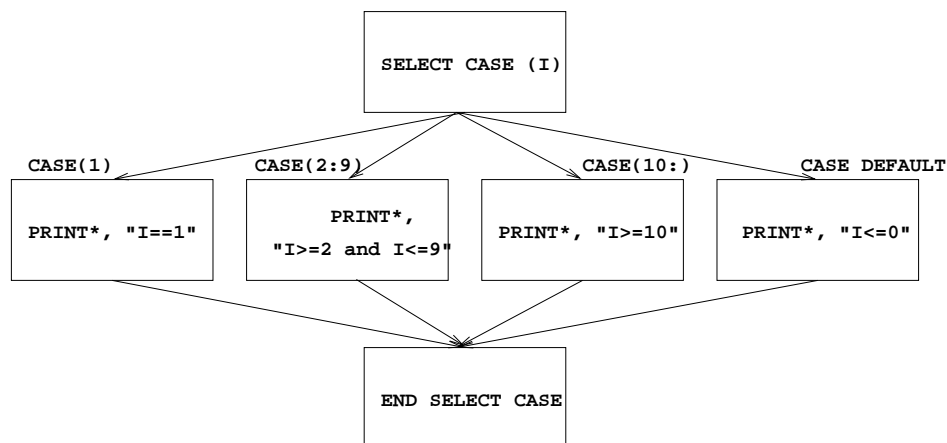 SELECT CASE (I)
CASE(1)
CASE(2:9)
CASE(10:)
CASE DEFAULT
PRINT*, "I==1"
PRINT*,
"I>=2 and I<=9"
PRINT*, "I>=10"
PRINT*, "I<=0"
END SELECT CASE